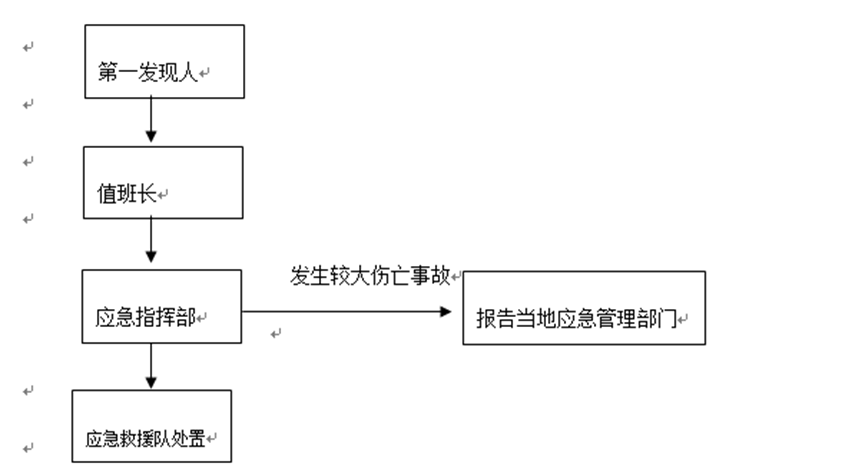 第一发现人
值班长
发生较大伤亡事故
应急指挥部
报告当地应急管理部门
应急救援队处置